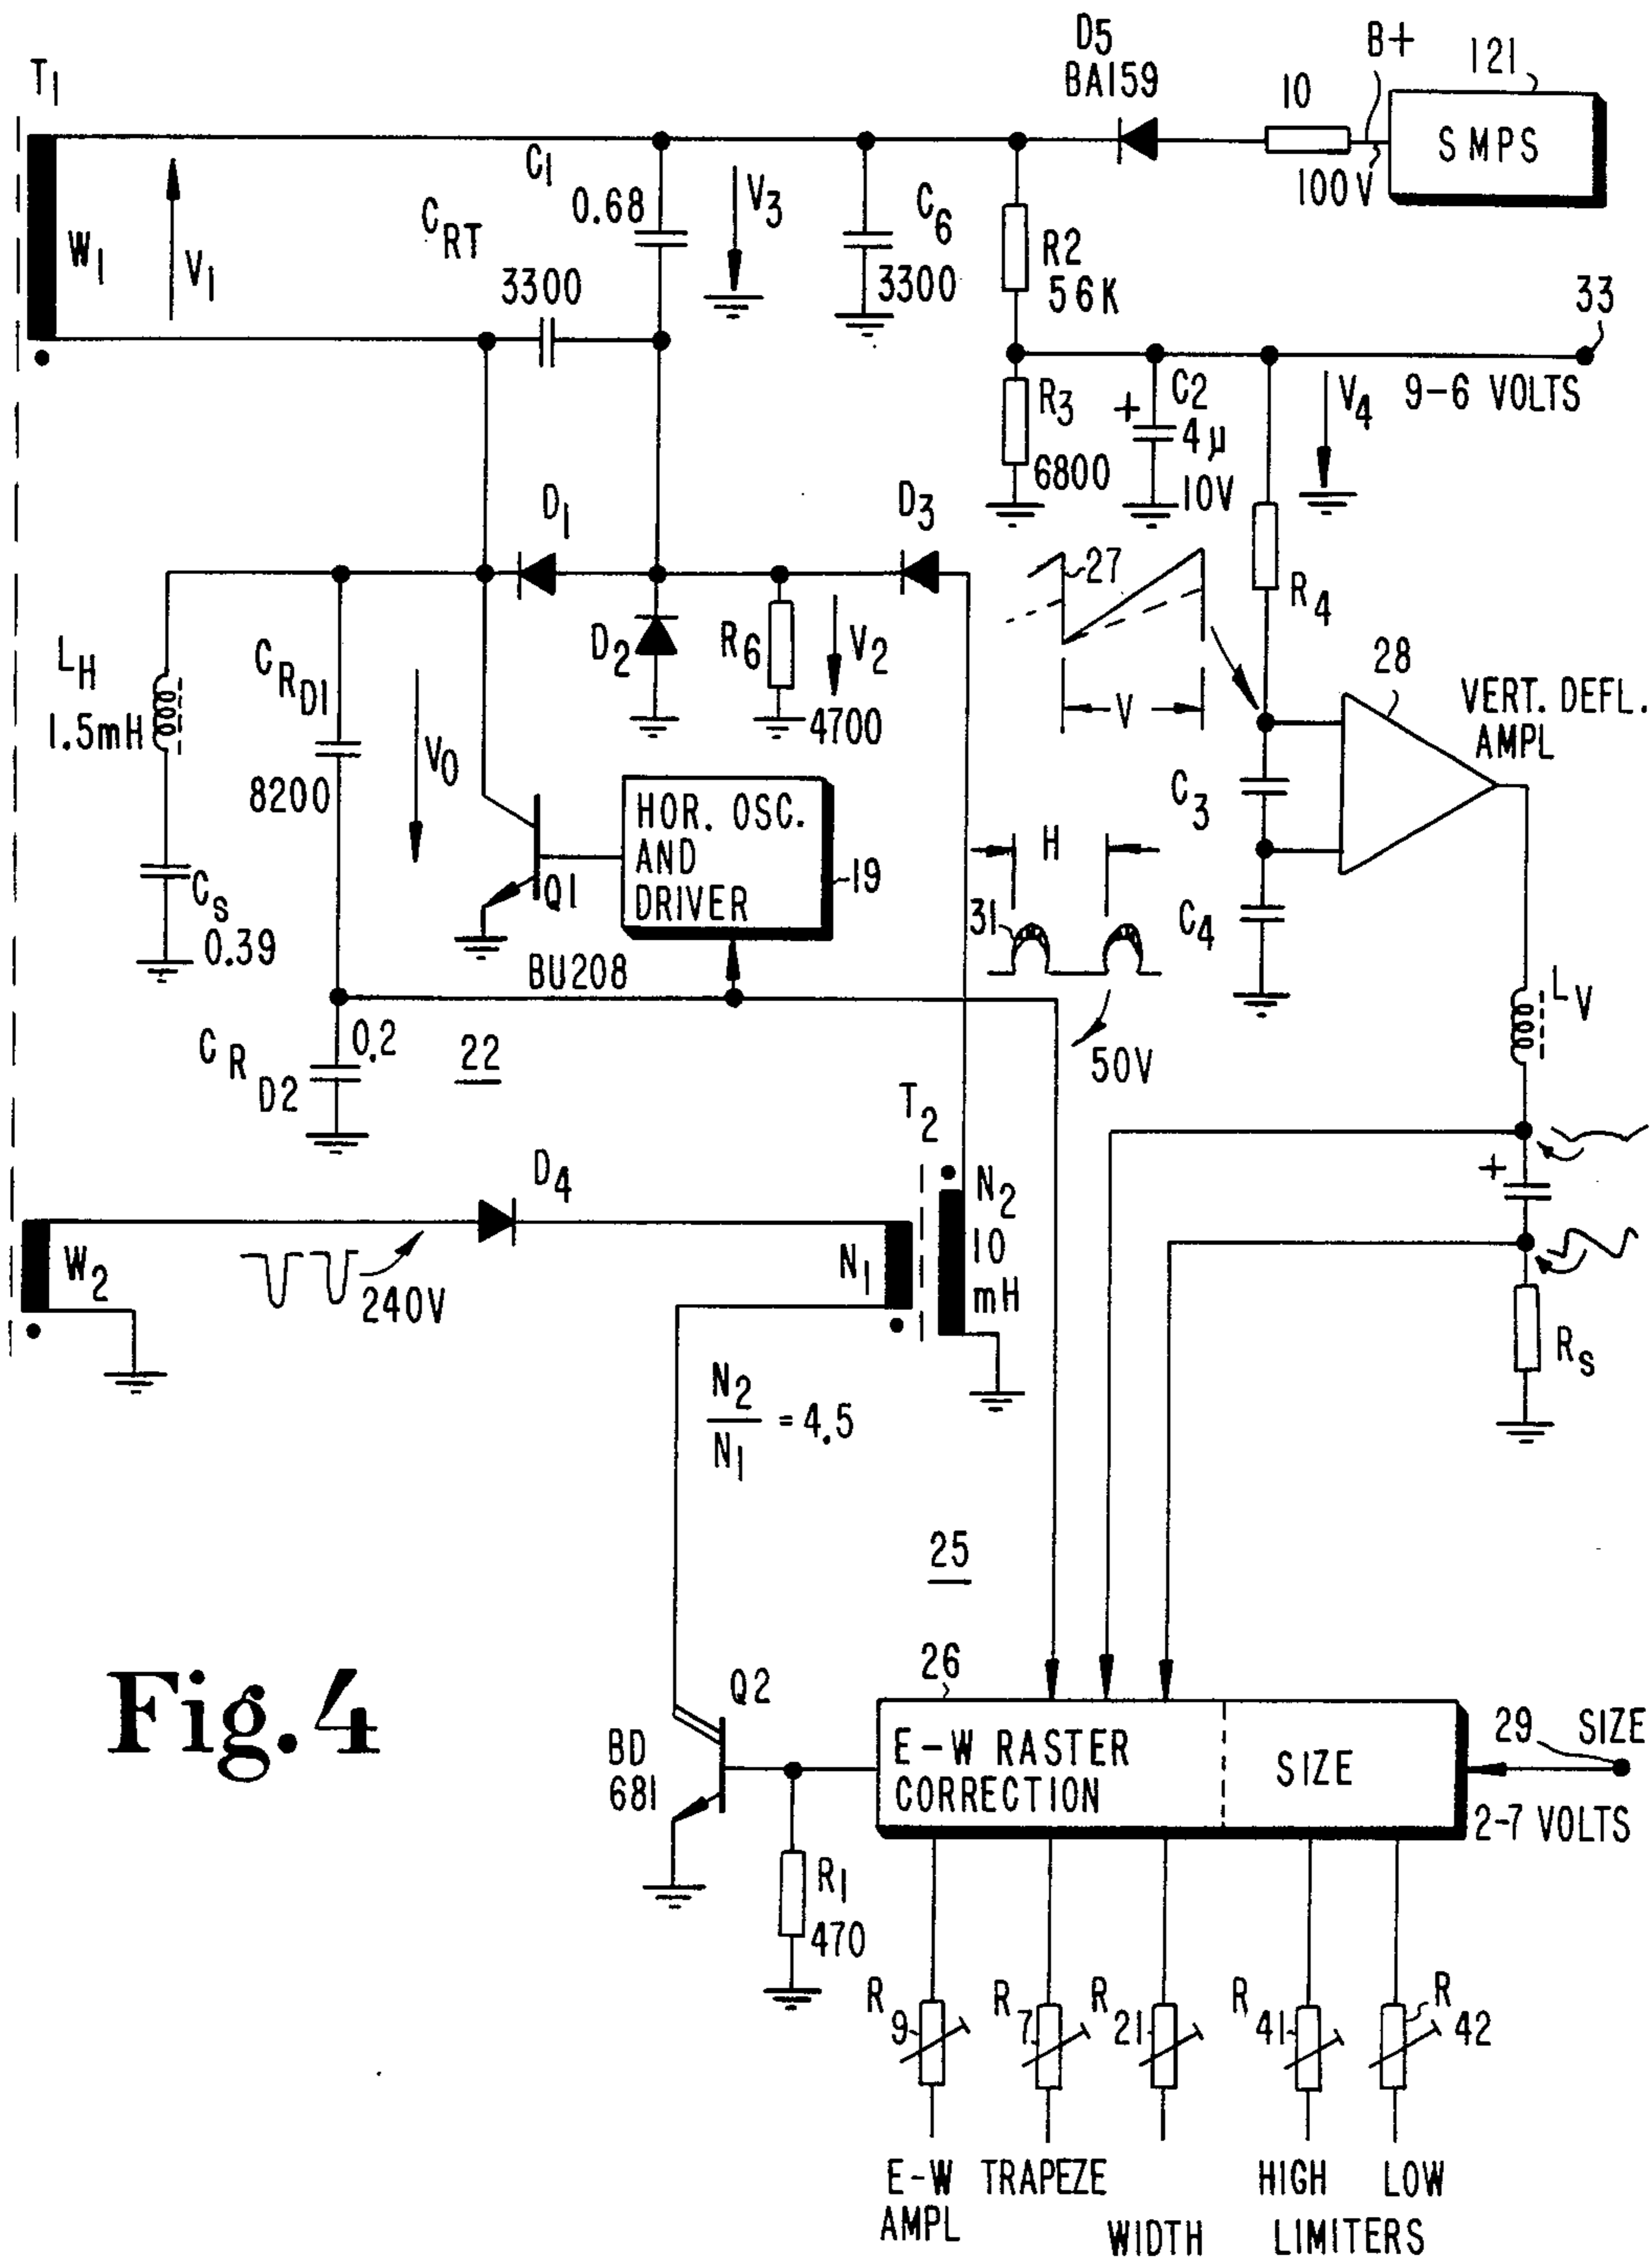 D5
BA159
B+
121
T1
10
SMPS
100V
C1
0.68
V3
C6
3300
R2
56K
W1
V1
CRT
3300
33
9-6 VOLTS
R3
6800
+
C2
4µ
10V
V4
D1
D3
27
R4
LH
1.5mH
CRD1
8200
V0
D2
R6
4700
V2
V
28
VERT. DEFL.
AMPL
C3
HOR. OSC.
AND
DRIVER
19
Q1
H
31
C4
Cs
0.39
BU208
50V
LV
CRD2
0.2
22
T2
D4
N2
10
mH
+
W2
240V
N1
Rs
N2
N1
= 4.5
25
26
Q2
BD
681
E-W RASTER
CORRECTION
SIZE
29
SIZE
2-7 VOLTS
R1
470
Fig.4
R9
R7
R21
R41
R42
E-W
AMPL
TRAPEZE
WIDTH
HIGH
LOW
LIMITERS